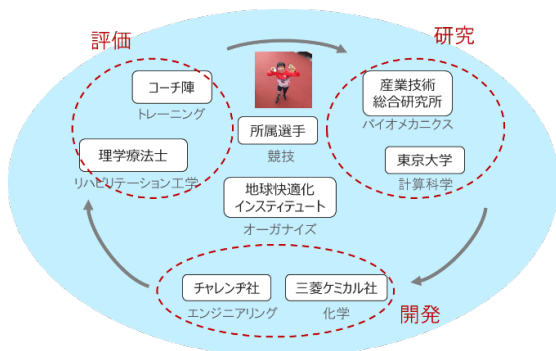 評価
コーチ陣
トレーニング
理学療法士
リハビリテーション工学
所属選手
競技
地球快適化
インスティテュート
オーガナイズ
研究
産業技術
総合研究所
バイオメカニクス
東京大学
計算科学
チャレンヂ社
エンジニアリング
三菱ケミカル社
化学
開発